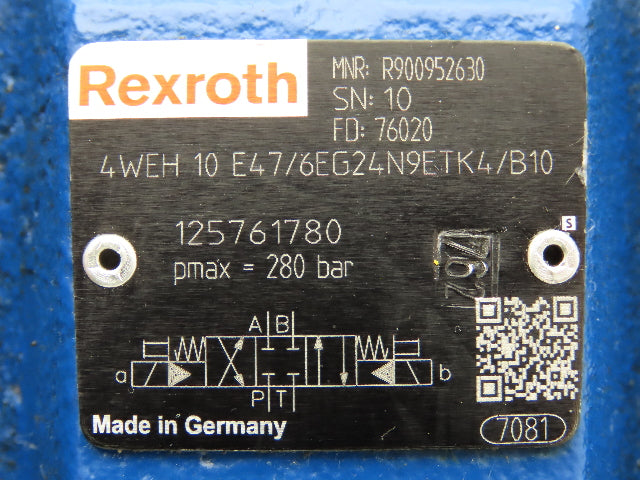 Rexroth
MNR: R900952630
SN: 10
FD: 76020
4WEH 10 E47/6EG24N9ETK4/B10
125761780
pmax = 280 bar
S
A B
a b
P T
Made in Germany
7081